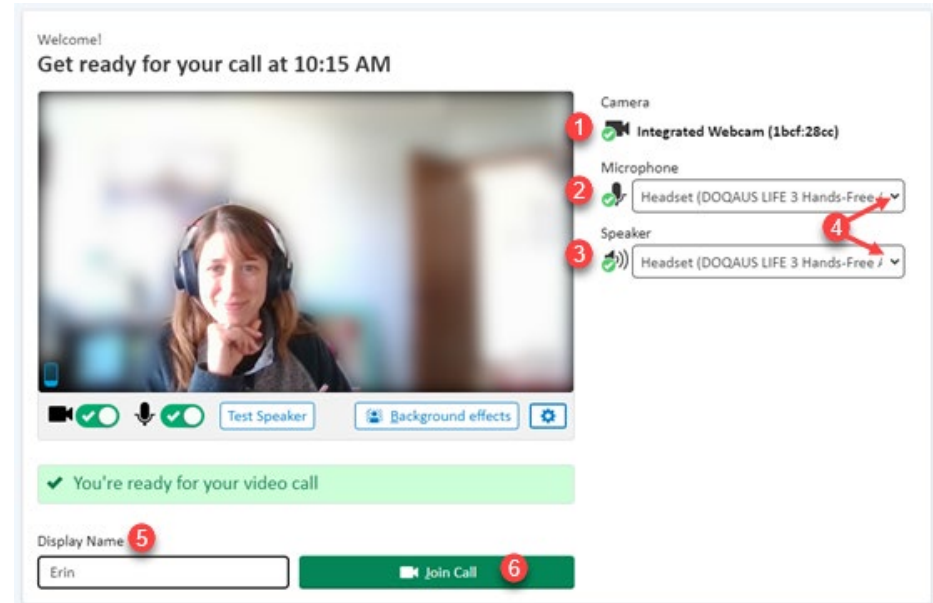 Welcome!
Get ready for your call at 10:15 AM
Camera
1 Integrated Webcam (1bcf:28cc)
Microphone
2 Headset (DOQAUS LIFE 3 Hands-Free
4
Speaker
3 Headset (DOQAUS LIFE 3 Hands-Free
Test Speaker
Background effects
You're ready for your video call
Display Name 5
Erin
Join Call 6